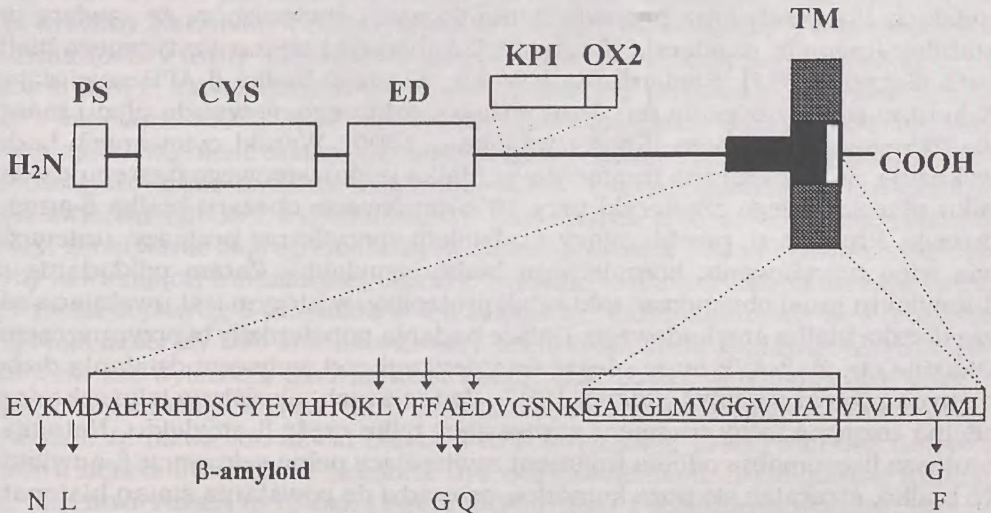 TM
KPI OX2
PS CYS ED
H₂N COOH
EVKMDAEFRHDSGYEVHHQKLVFFAEDVGSNKGAIIGLMVGGVVIATVIVITLVML
β-amyloid G
N L G Q F